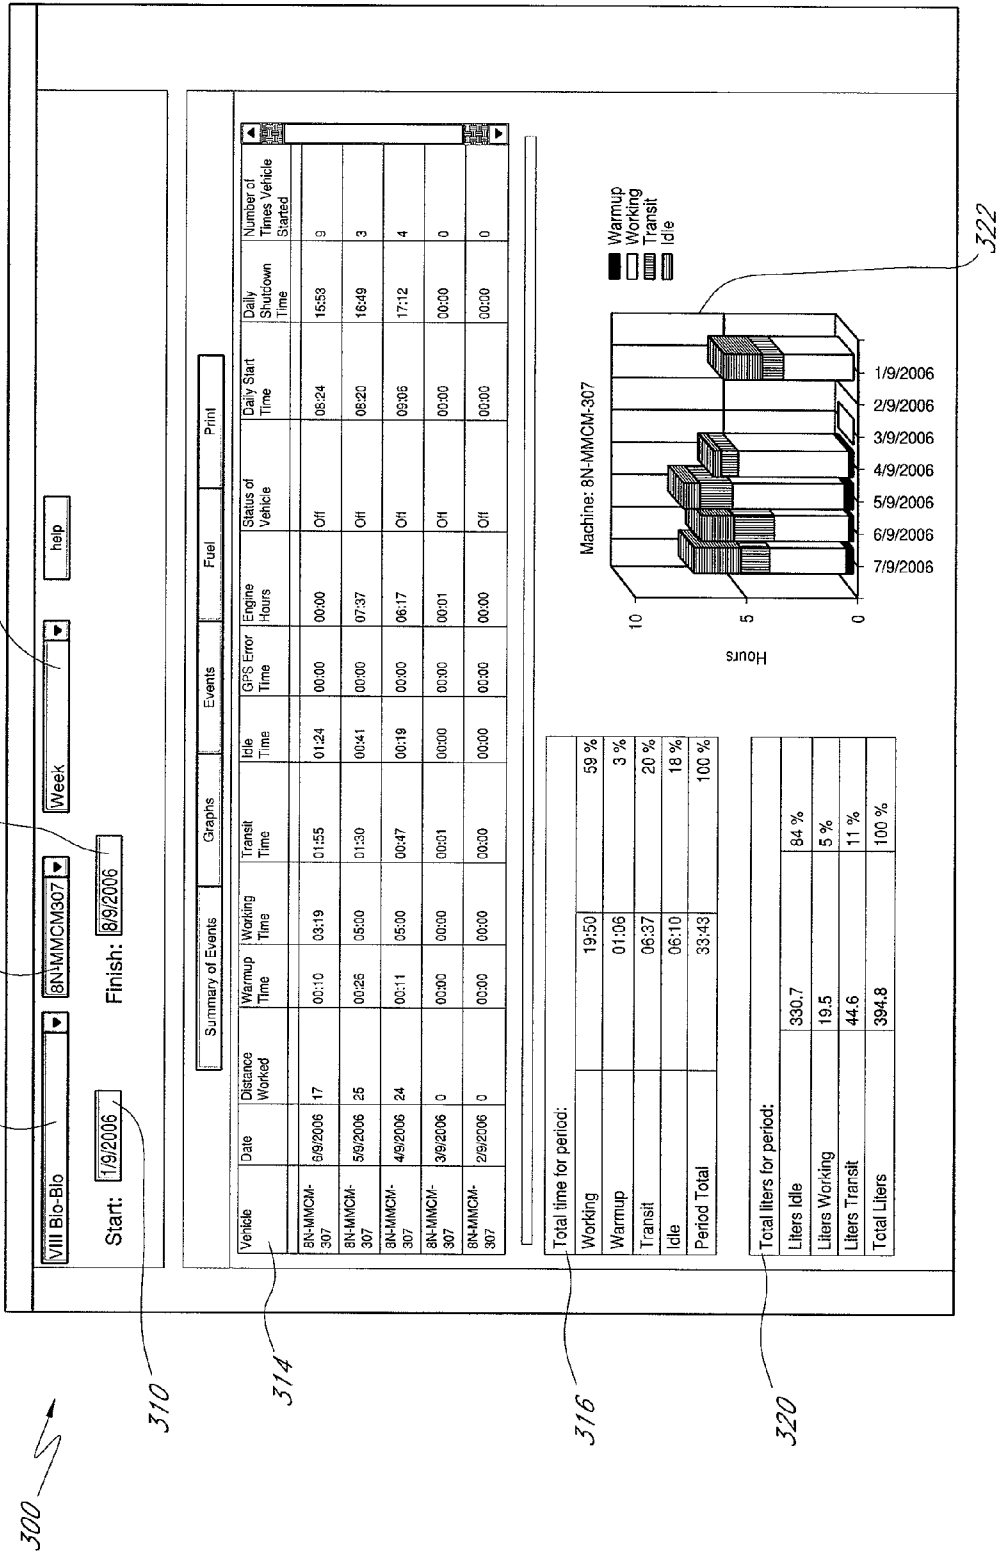 300
VIII Bio-Bio 8N-MMCM307 Week help
Start: 1/9/2006 Finish: 8/9/2006
310
Summary of Events Graphs Events Fuel Print
Vehicle Date Distance Worked Warmup Time Working Time Transit Time Idle Time GPS Error Time Engine Hours Status of Vehicle Daily Start Time Daily Shutdown Time Number of Times Vehicle Started
8N-MMCM-307 6/9/2006 17 00:10 03:19 01:55 01:24 00:00 00:00 Off 08:24 15:53 9
8N-MMCM-307 5/9/2006 25 00:26 05:00 01:30 00:41 00:00 07:37 Off 08:20 16:49 3
8N-MMCM-307 4/9/2006 24 00:11 05:00 00:47 00:19 00:00 06:17 Off 09:06 17:12 4
8N-MMCM-307 3/9/2006 0 00:00 00:00 00:01 00:00 00:00 00:01 Off 00:00 00:00 0
8N-MMCM-307 2/9/2006 0 00:00 00:00 00:00 00:00 00:00 00:00 Off 00:00 00:00 0
314
Total time for period:
Working 19:50 59 %
Warmup 01:06 3 %
Transit 06:37 20 %
Idle 06:10 18 %
Period Total 33:43 100 %
316
Total liters for period:
Liters Idle 330.7 84 %
Liters Working 19.5 5 %
Liters Transit 44.6 11 %
Total Liters 394.8 100 %
320
Machine: 8N-MMCM-307
Warmup
Working
Transit
Idle
Hours
10
5
0
7/9/2006 6/9/2006 5/9/2006 4/9/2006 3/9/2006 2/9/2006 1/9/2006
322